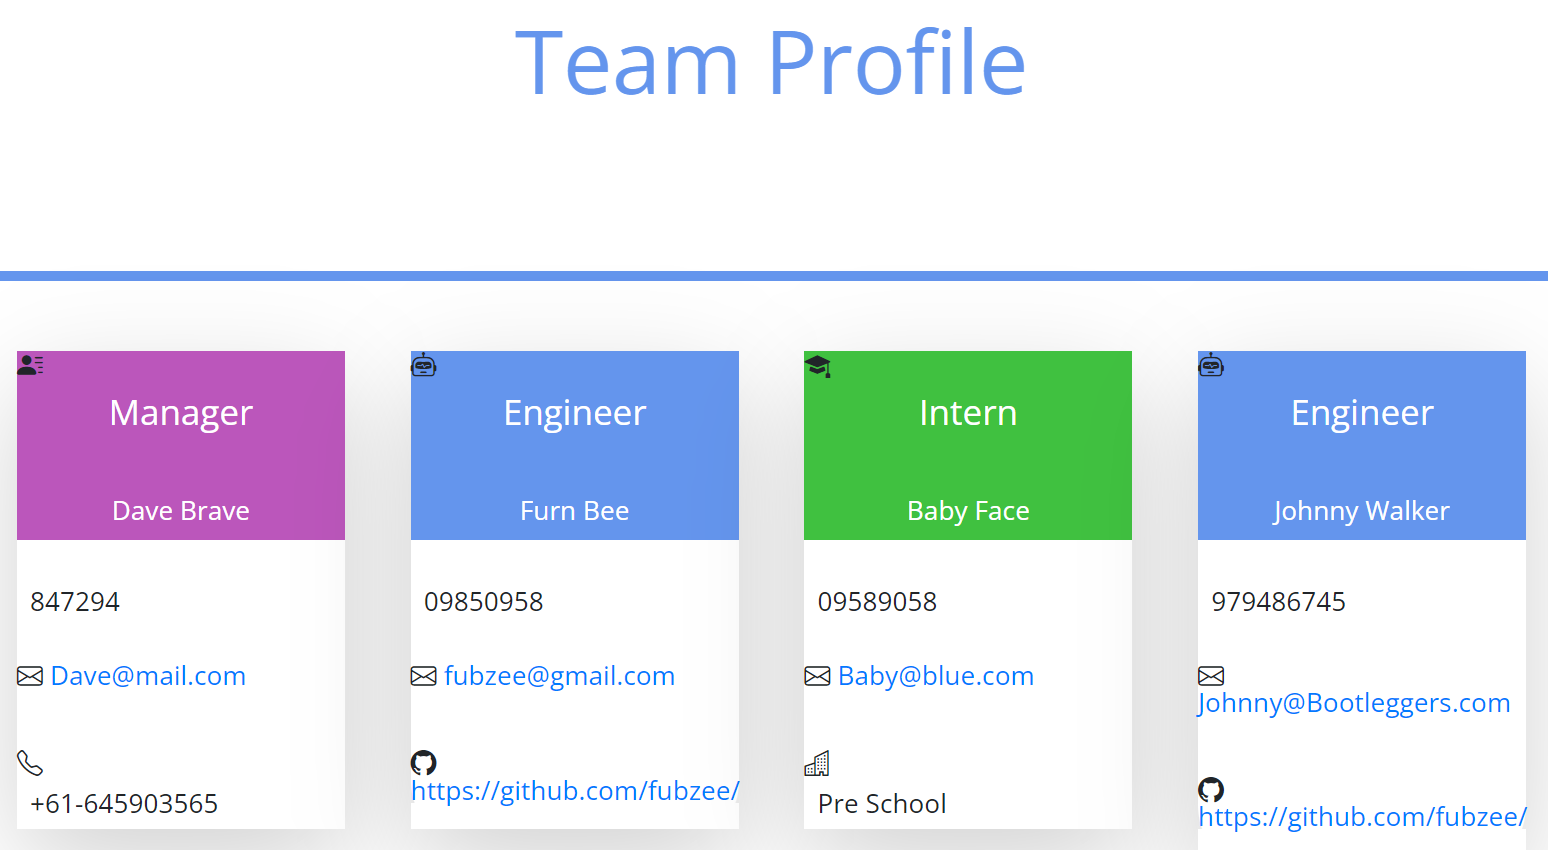 Team Profile
Manager
Dave Brave
847294
Dave@mail.com
+61-645903565
Engineer
Furn Bee
09850958
fubzee@gmail.com
https://github.com/fubzee/
Intern
Baby Face
09589058
Baby@blue.com
Pre School
Engineer
Johnny Walker
979486745
Johnny@Bootleggers.com
https://github.com/fubzee/